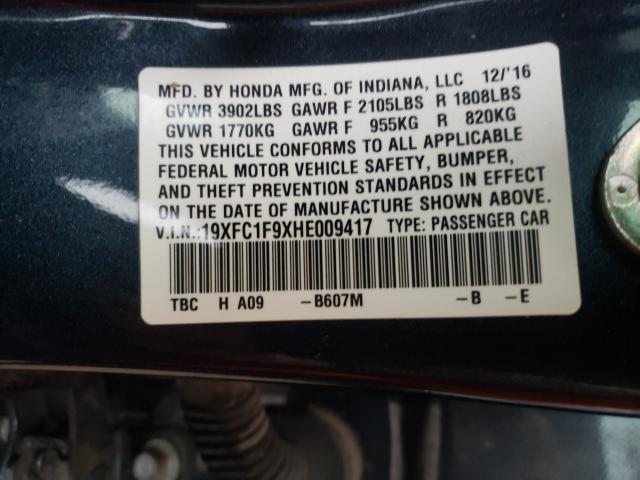 MFD. BY HONDA MFG. OF INDIANA, LLC 12/'16
GVWR 3902LBS GAWR F 2105LBS R 1808LBS
GVWR 1770KG GAWR F 955KG R 820KG
THIS VEHICLE CONFORMS TO ALL APPLICABLE
FEDERAL MOTOR VEHICLE SAFETY, BUMPER,
AND THEFT PREVENTION STANDARDS IN EFFECT
ON THE DATE OF MANUFACTURE SHOWN ABOVE.
V.I.N.:19XFC1F9XHE009417 TYPE: PASSENGER CAR
TBC H A09 -B607M -B -E